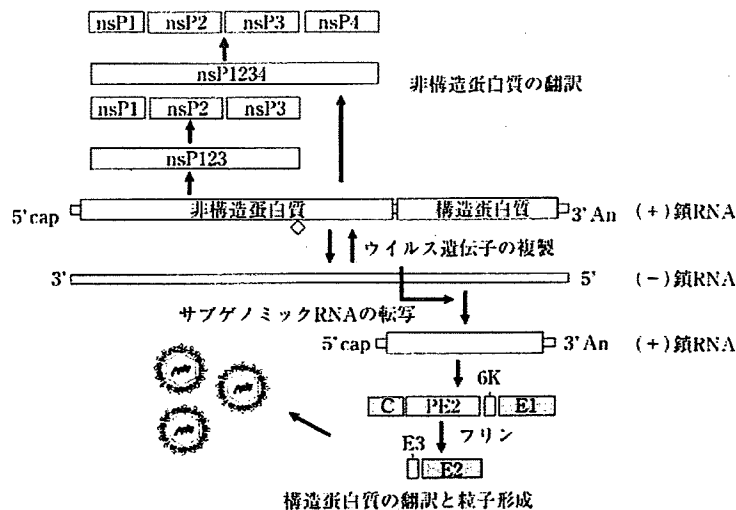 nsP1 nsP2 nsP3 nsP4
nsP1234
非構造蛋白質の翻訳
nsP1 nsP2 nsP3
nsP123
5'cap 非構造蛋白質 構造蛋白質 3'An (+)鎖RNA
ウイルス遺伝子の複製
3' 5' (-)鎖RNA
サブゲノミックRNAの転写
5'cap 3'An (+)鎖RNA
6K
C PE2 E1
フリン
E3
E2
構造蛋白質の翻訳と粒子形成